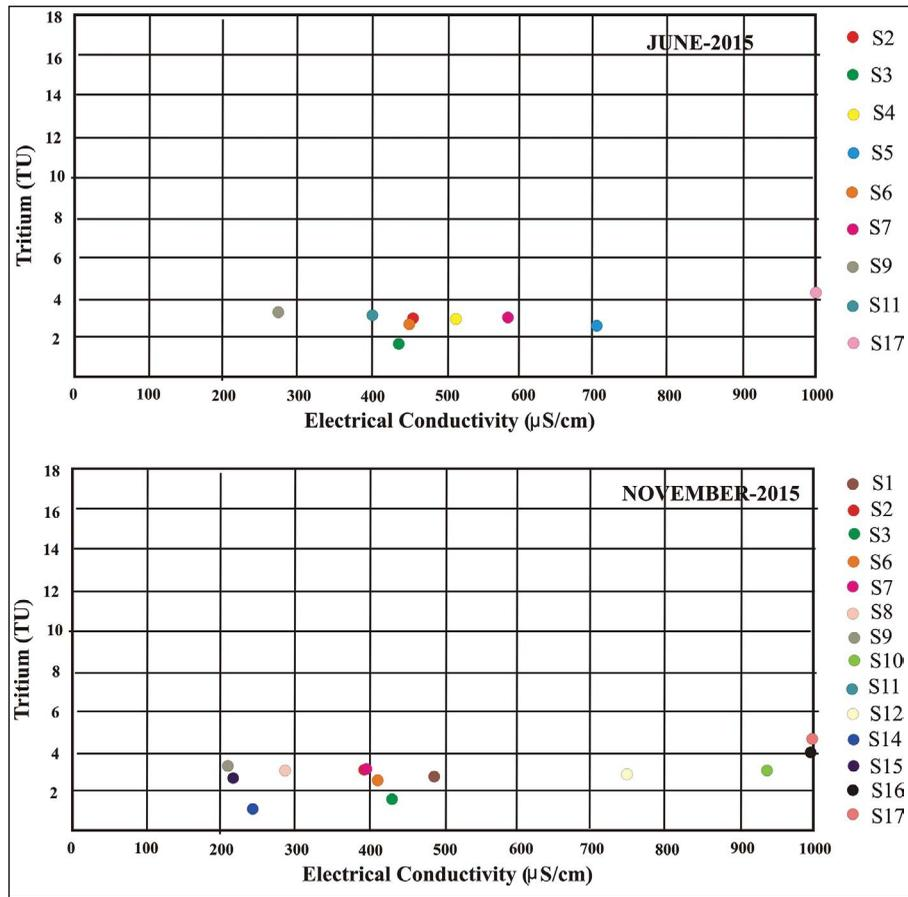 18
16
14
12
10
8
6
4
2
Tritium (TU)
JUNE-2015
0 100 200 300 400 500 600 700 800 900 1000
Electrical Conductivity (μS/cm)
S2
S3
S4
S5
S6
S7
S9
S11
S17
18
16
14
12
10
8
6
4
2
Tritium (TU)
NOVEMBER-2015
0 100 200 300 400 500 600 700 800 900 1000
Electrical Conductivity (μS/cm)
S1
S2
S3
S6
S7
S8
S9
S10
S11
S12
S14
S15
S16
S17